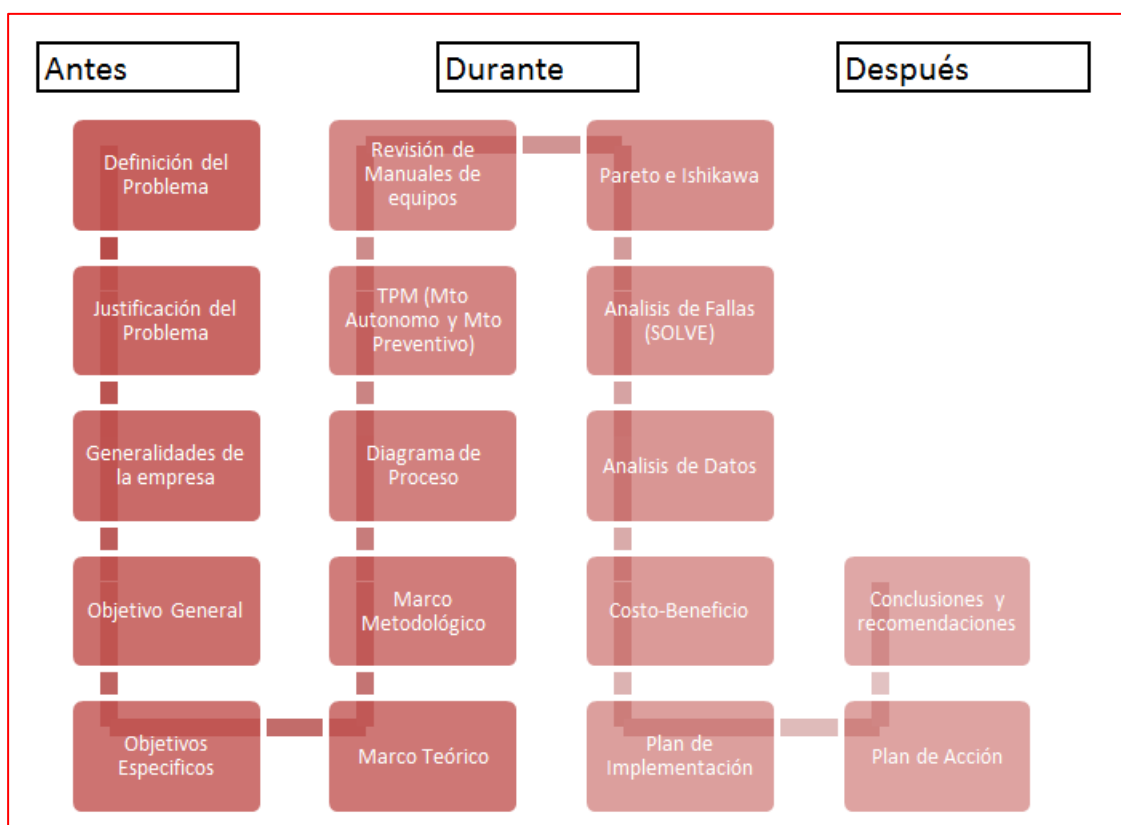 Antes
Durante
Después
Definición del
Problema
Justificación del
Problema
Generalidades de
la empresa
Objetivo General
Objetivos
Especificos
Marco Teórico
Marco
Metodológico
Diagrama de
Proceso
TPM (Mto
Autonomo y Mto
Preventivo)
Revisión de
Manuales de
equipos
Pareto e Ishikawa
Analisis de Fallas
(SOLVE)
Analisis de Datos
Costo-Beneficio
Plan de
Implementación
Plan de Acción
Conclusiones y
recomendaciones